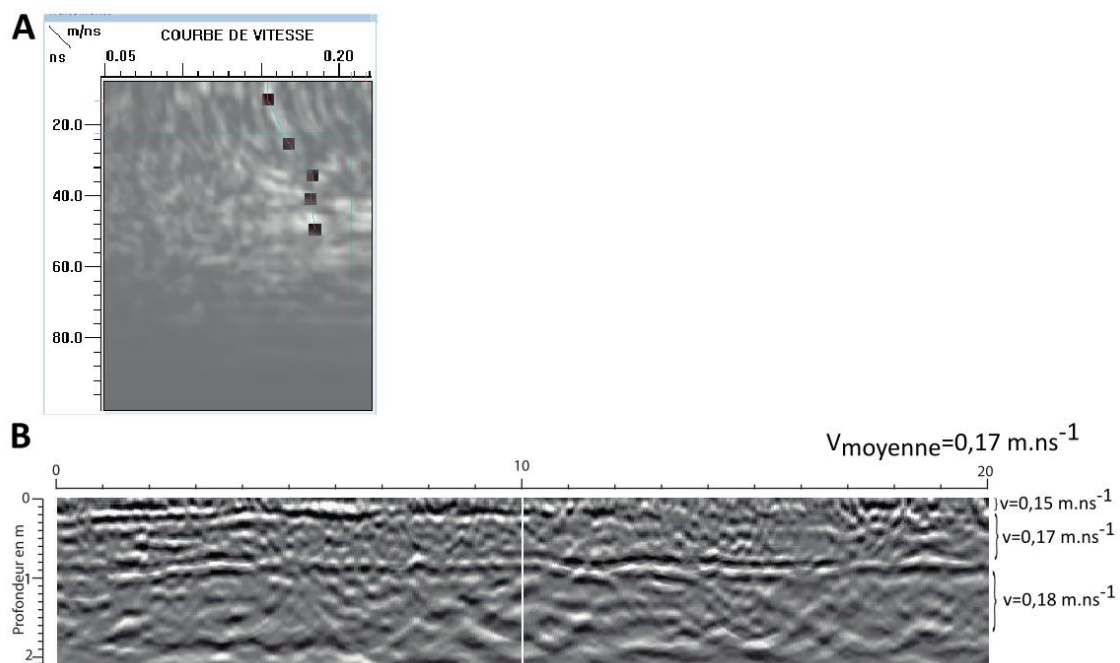 A
m/ns
COURBE DE VITESSE
ns
0.05
0.20
20.0
40.0
60.0
80.0
B
Vmoyenne=0,17 m.ns-1
0
10
20
0
v=0,15 m.ns-1
v=0,17 m.ns-1
1
v=0,18 m.ns-1
2
Profondeur en m